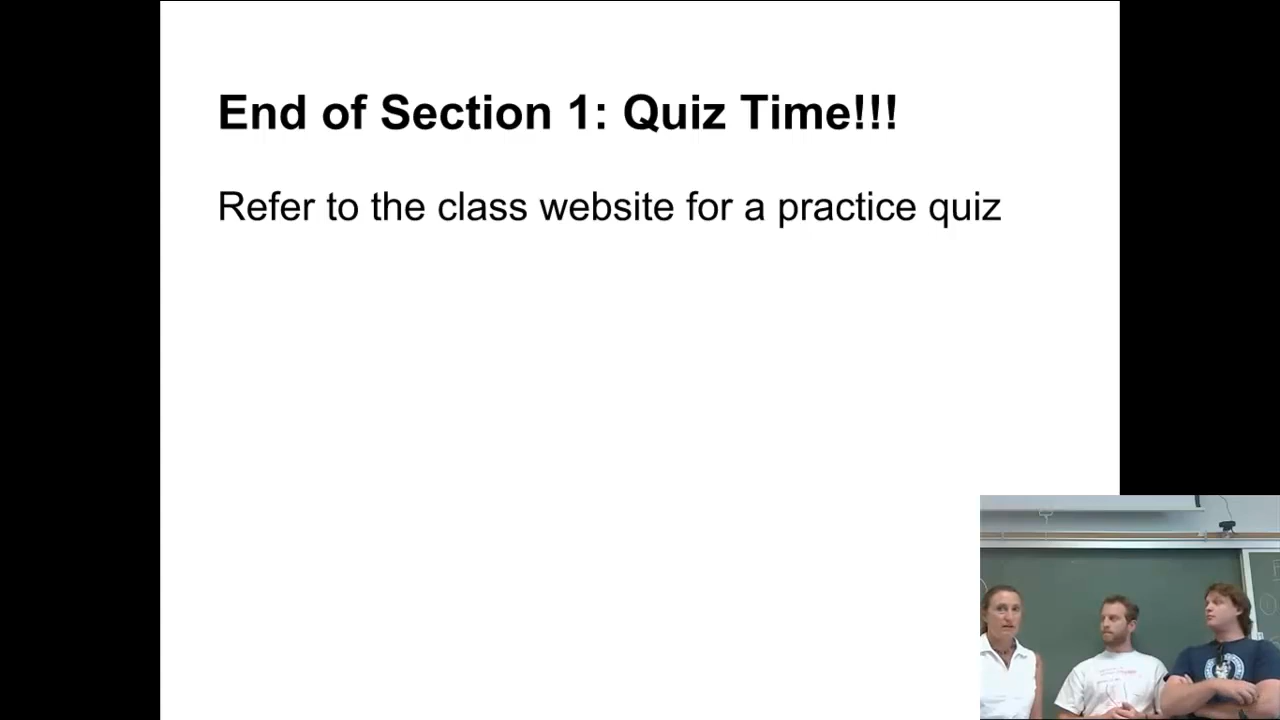 End of Section 1: Quiz Time!!!
Refer to the class website for a practice quiz